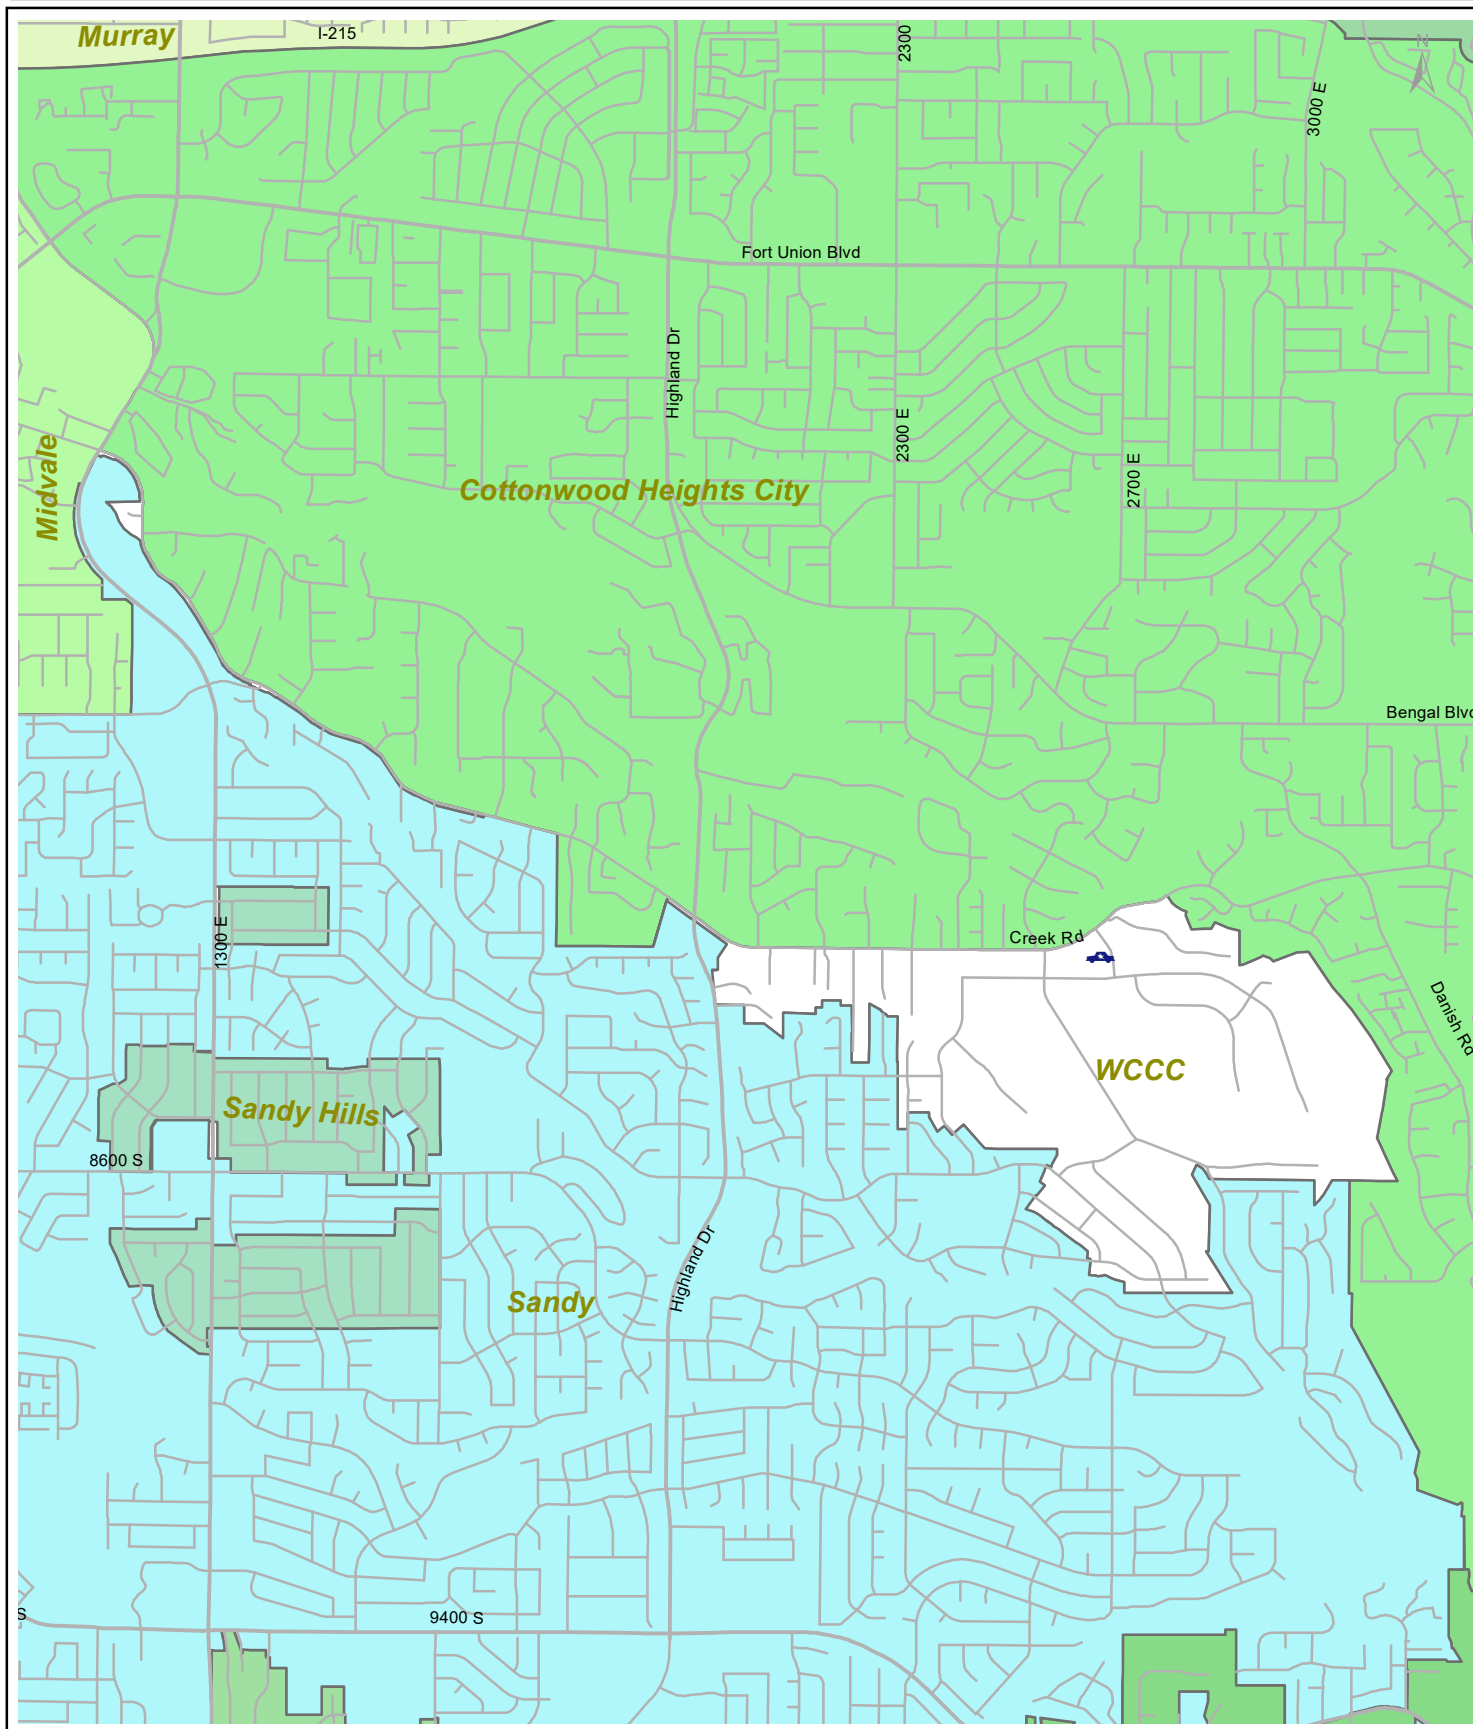 Murray
I-215
2300
N
3000 E
Fort Union Blvd
Highland Dr
2300 E
Midvale
Cottonwood Heights City
2700 E
Bengal Blvd
1300 E
Creek Rd
Danish Rd
WCCC
Sandy Hills
8600 S
Highland Dr
Sandy
S
9400 S